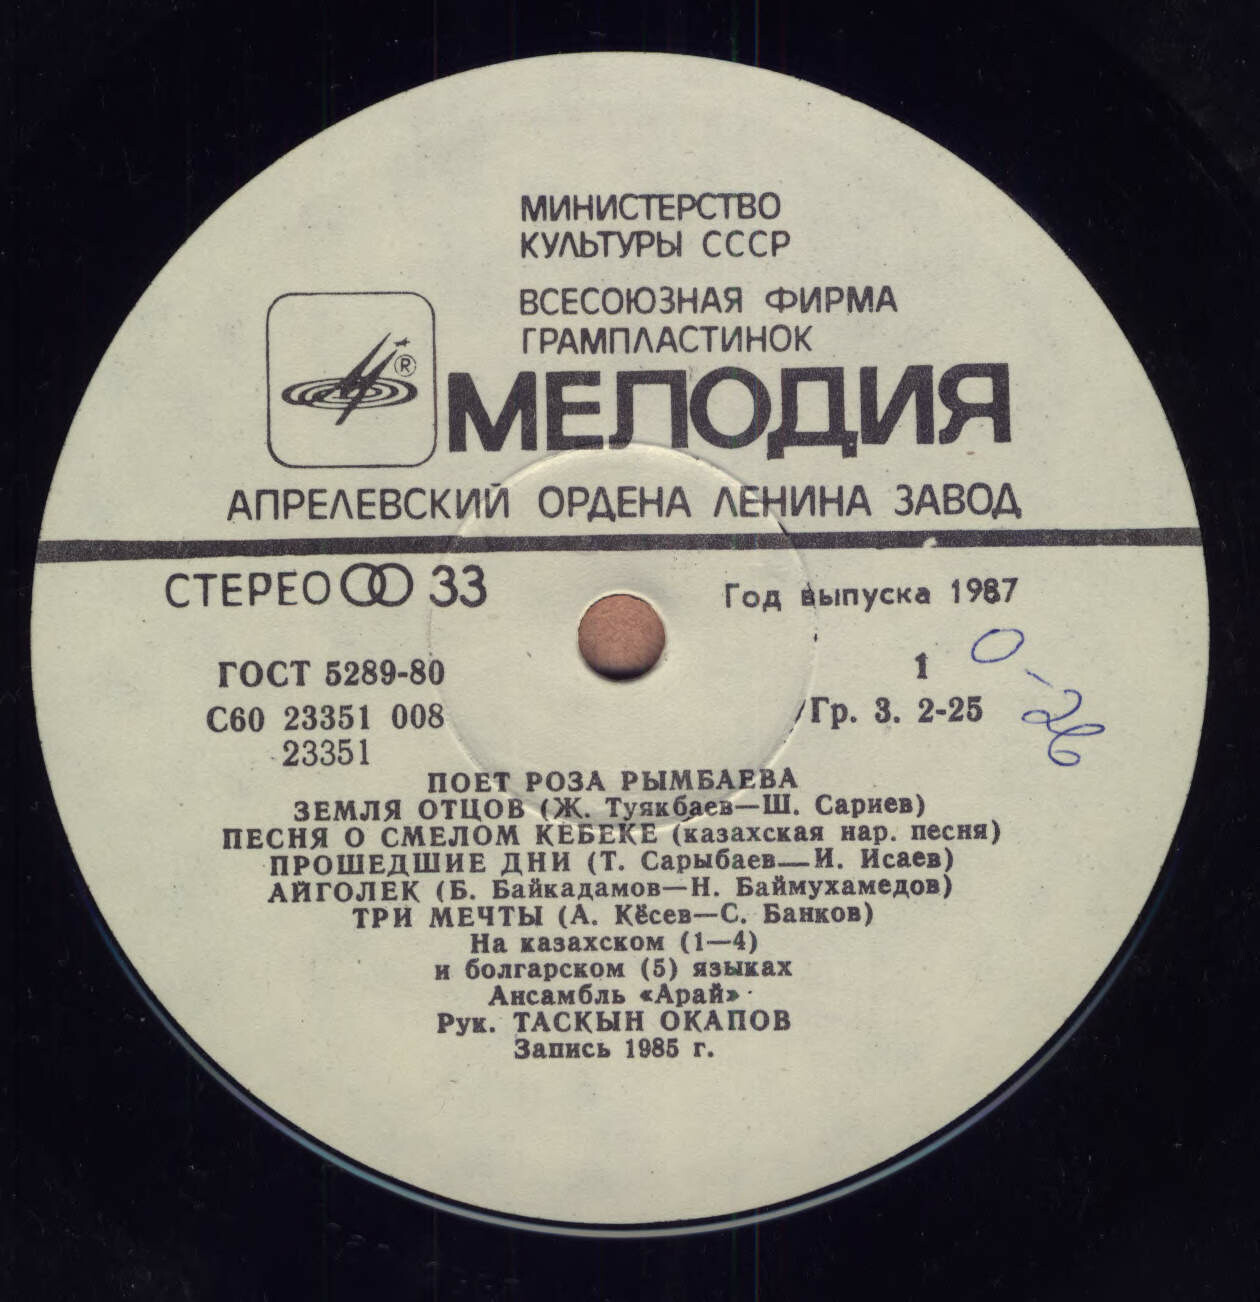 МИНИСТЕРСТВО
КУЛЬТУРЫ СССР
ВСЕСОЮЗНАЯ ФИРМА
ГРАМПЛАСТИНОК
®
МЕЛОДИЯ
АПРЕЛЕВСКИЙ ОРДЕНА ЛЕНИНА ЗАВОД
СТЕРЕО 33
Год выпуска 1987
ГОСТ 5289-80
1
0-26
С60 23351 008
Гр. 3. 2-25
23351
ПОЕТ РОЗА РЫМБАЕВА
ЗЕМЛЯ ОТЦОВ (Ж. Туякбаев—Ш. Сариев)
ПЕСНЯ О СМЕЛОМ КЕБЕКЕ (казахская нар. песня)
ПРОШЕДШИЕ ДНИ (Т. Сарыбаев—И. Исаев)
АЙГОЛЕК (Б. Байкадамов—Н. Баймухамедов)
ТРИ МЕЧТЫ (А. Кёсев—С. Банков)
На казахском (1—4)
и болгарском (5) языках
Ансамбль «Арай»
Рук. ТАСКЫН ОКАПОВ
Запись 1985 г.